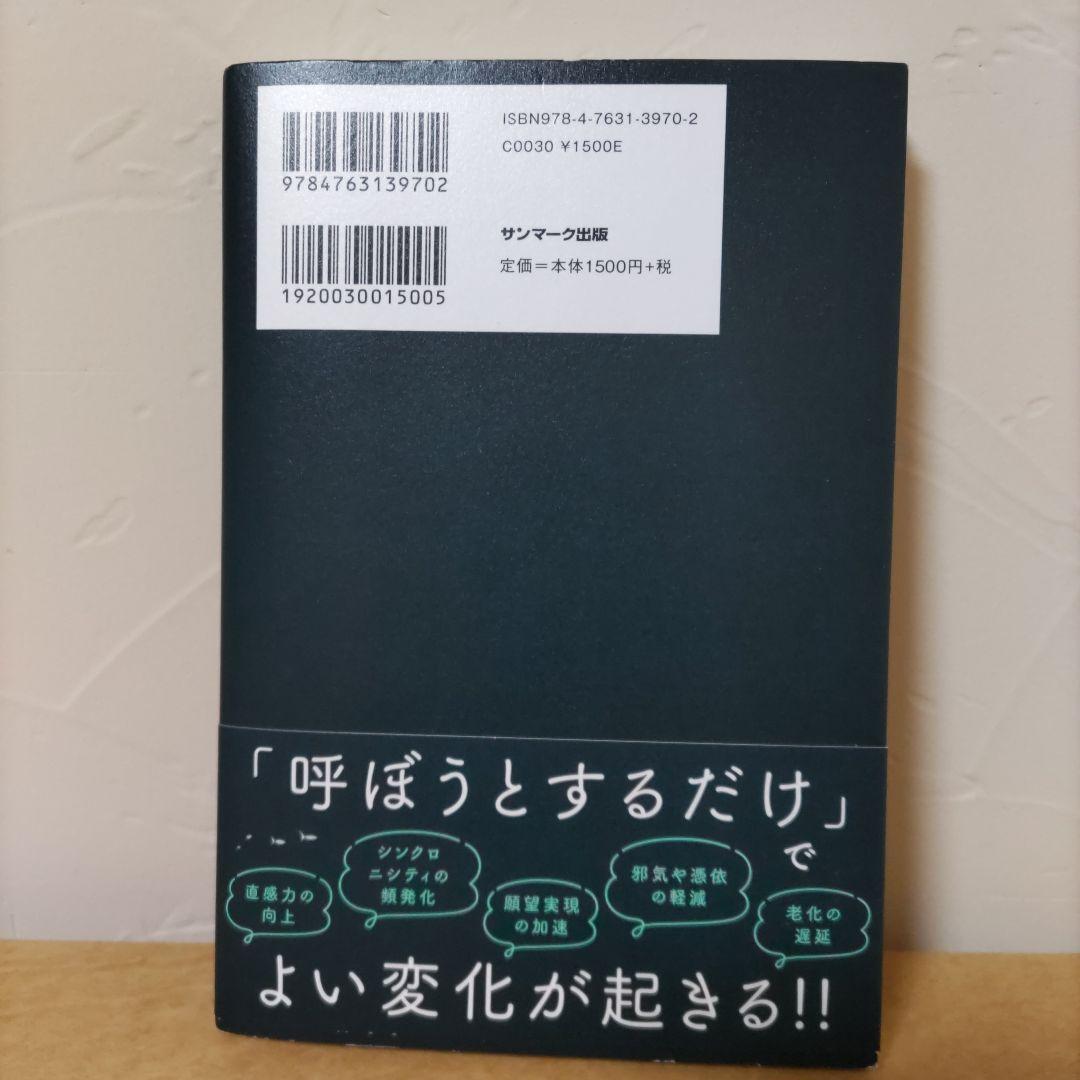 ISBN978-4-7631-3970-2
C0030 ¥1500E
9784763139702
サンマーク出版
定価＝本体1500円+税
1920030015005
「呼ぼうとするだけ」
で
直感力の
向上
シンクロ
ニシティの
頻発化
願望実現
の加速
邪気や憑依
の軽減
老化の
遅延
よい変化が起きる!!